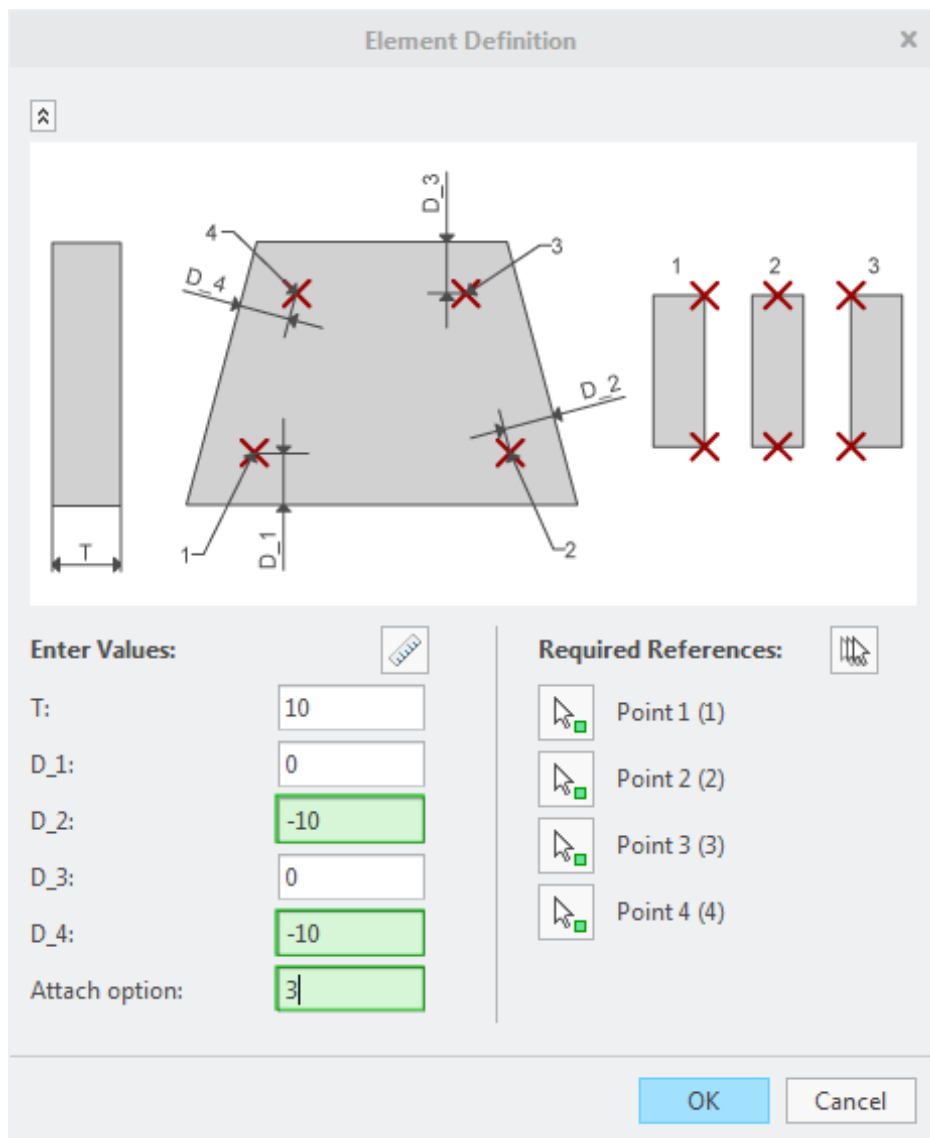 Element Definition
D_3
4
3
D_4
1 2 3
D_2
T
1
D_1
2
Enter Values:
Required References:
T: 10
Point 1 (1)
D_1: 0
Point 2 (2)
D_2: -10
Point 3 (3)
D_3: 0
Point 4 (4)
D_4: -10
Attach option: 3
OK
Cancel